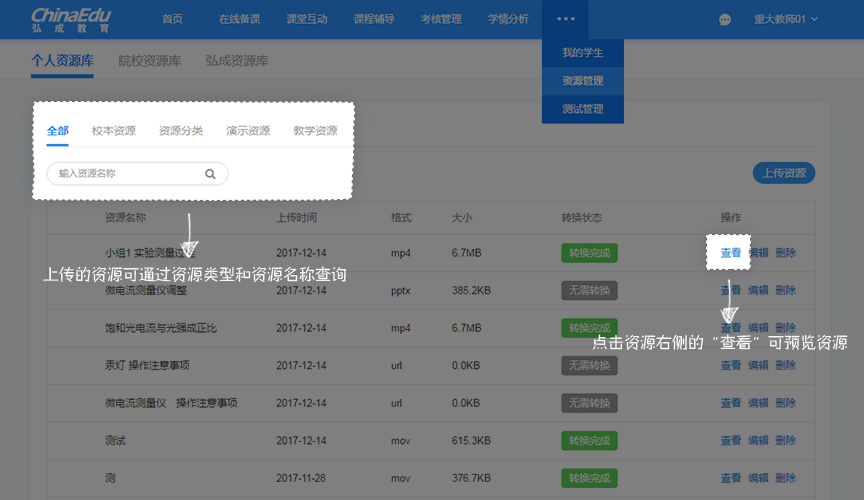 ChinaEdu
弘成教育
首页 在线备课 课堂互动 课程辅导 考核管理 学情分析 ••• 重大教师01
我的学生
资源管理
测试管理
个人资源库 院校资源库 弘成资源库
全部 校本资源 资源分类 演示资源 教学资源
输入资源名称
上传资源
资源名称 上传时间 格式 大小 转换状态 操作
小组1 实验测量过程 2017-12-14 mp4 6.7MB 转换完成 查看 编辑 删除
上传的资源可通过资源类型和资源名称查询
微电流测量仪调整 2017-12-14 pptx 385.2KB 无需转换 查看 编辑 删除
饱和光电流与光强成正比 2017-12-14 mp4 6.7MB 转换完成 查看 编辑 删除
点击资源右侧的“查看”可预览资源
汞灯 操作注意事项 2017-12-14 url 0.0KB 无需转换 查看 编辑 删除
微电流测量仪 操作注意事项 2017-12-14 url 0.0KB 无需转换 查看 编辑 删除
测试 2017-12-14 mov 615.3KB 转换完成 查看 编辑 删除
测 2017-11-28 mov 376.7KB 转换完成 查看 编辑 删除